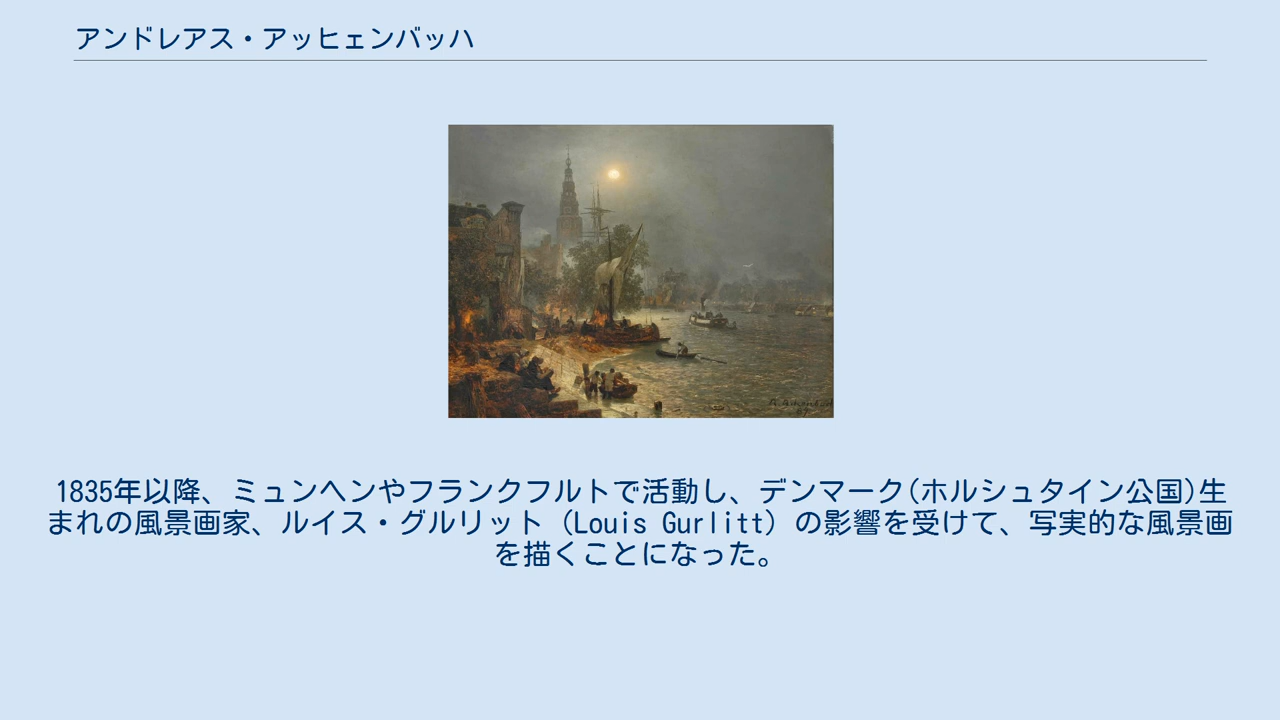 アンドレアス・アッヒェンバッハ
1835年以降、ミュンヘンやフランクフルトで活動し、デンマーク(ホルシュタイン公国)生
まれの風景画家、ルイス・グルリット（Louis Gurlitt）の影響を受けて、写実的な風景画
を描くことになった。